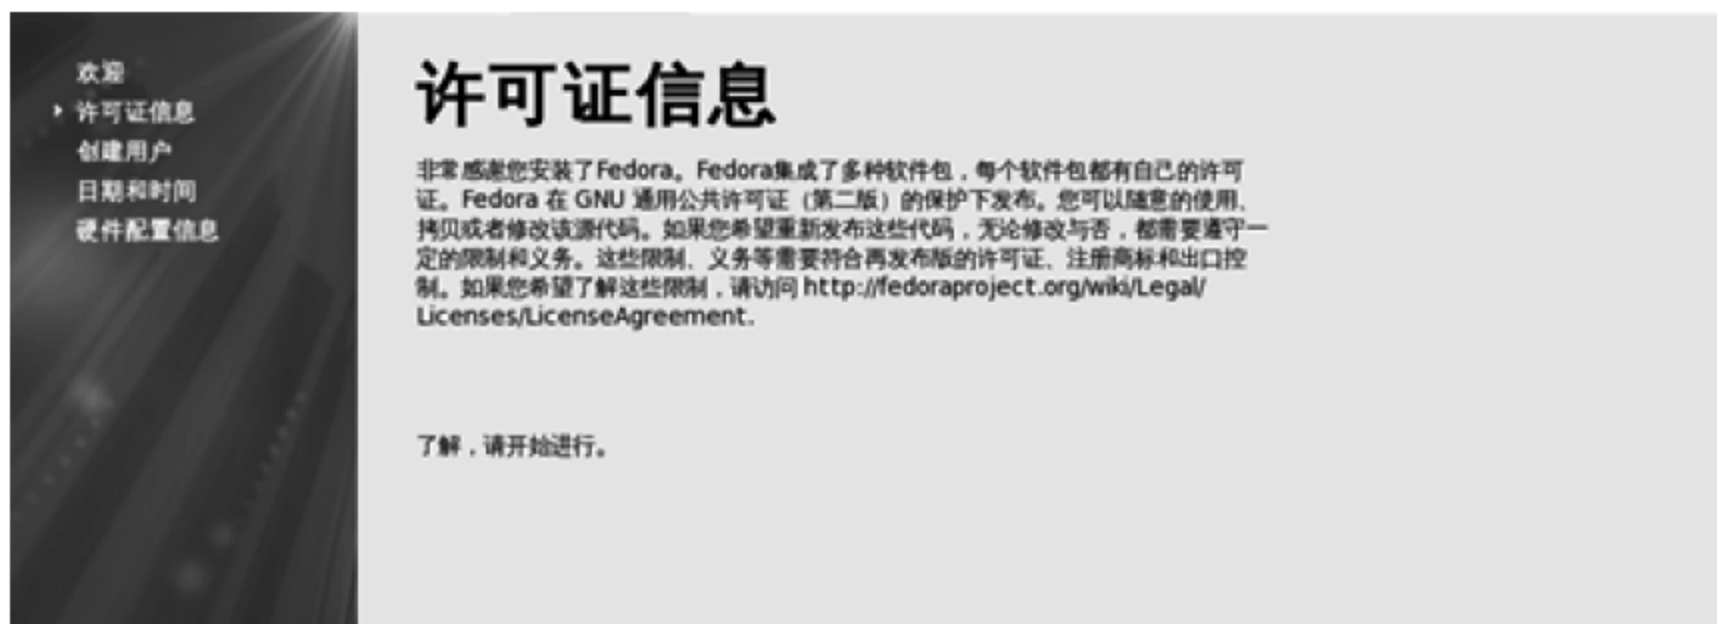 欢迎
许可证信息
创建用户
日期和时间
硬件配置信息
许可证信息
非常感谢您安装了Fedora。Fedora集成了多种软件包，每个软件包都有自己的许可
证。Fedora 在 GNU 通用公共许可证（第二版）的保护下发布。您可以随意的使用、
拷贝或者修改该源代码。如果您希望重新发布这些代码，无论修改与否，都需要遵守一
定的限制和义务。这些限制、义务等需要符合再发布版的许可证、注册商标和出口控
制。如果您希望了解这些限制，请访问 http://fedoraproject.org/wiki/Legal/
Licenses/LicenseAgreement.
了解，请开始进行。